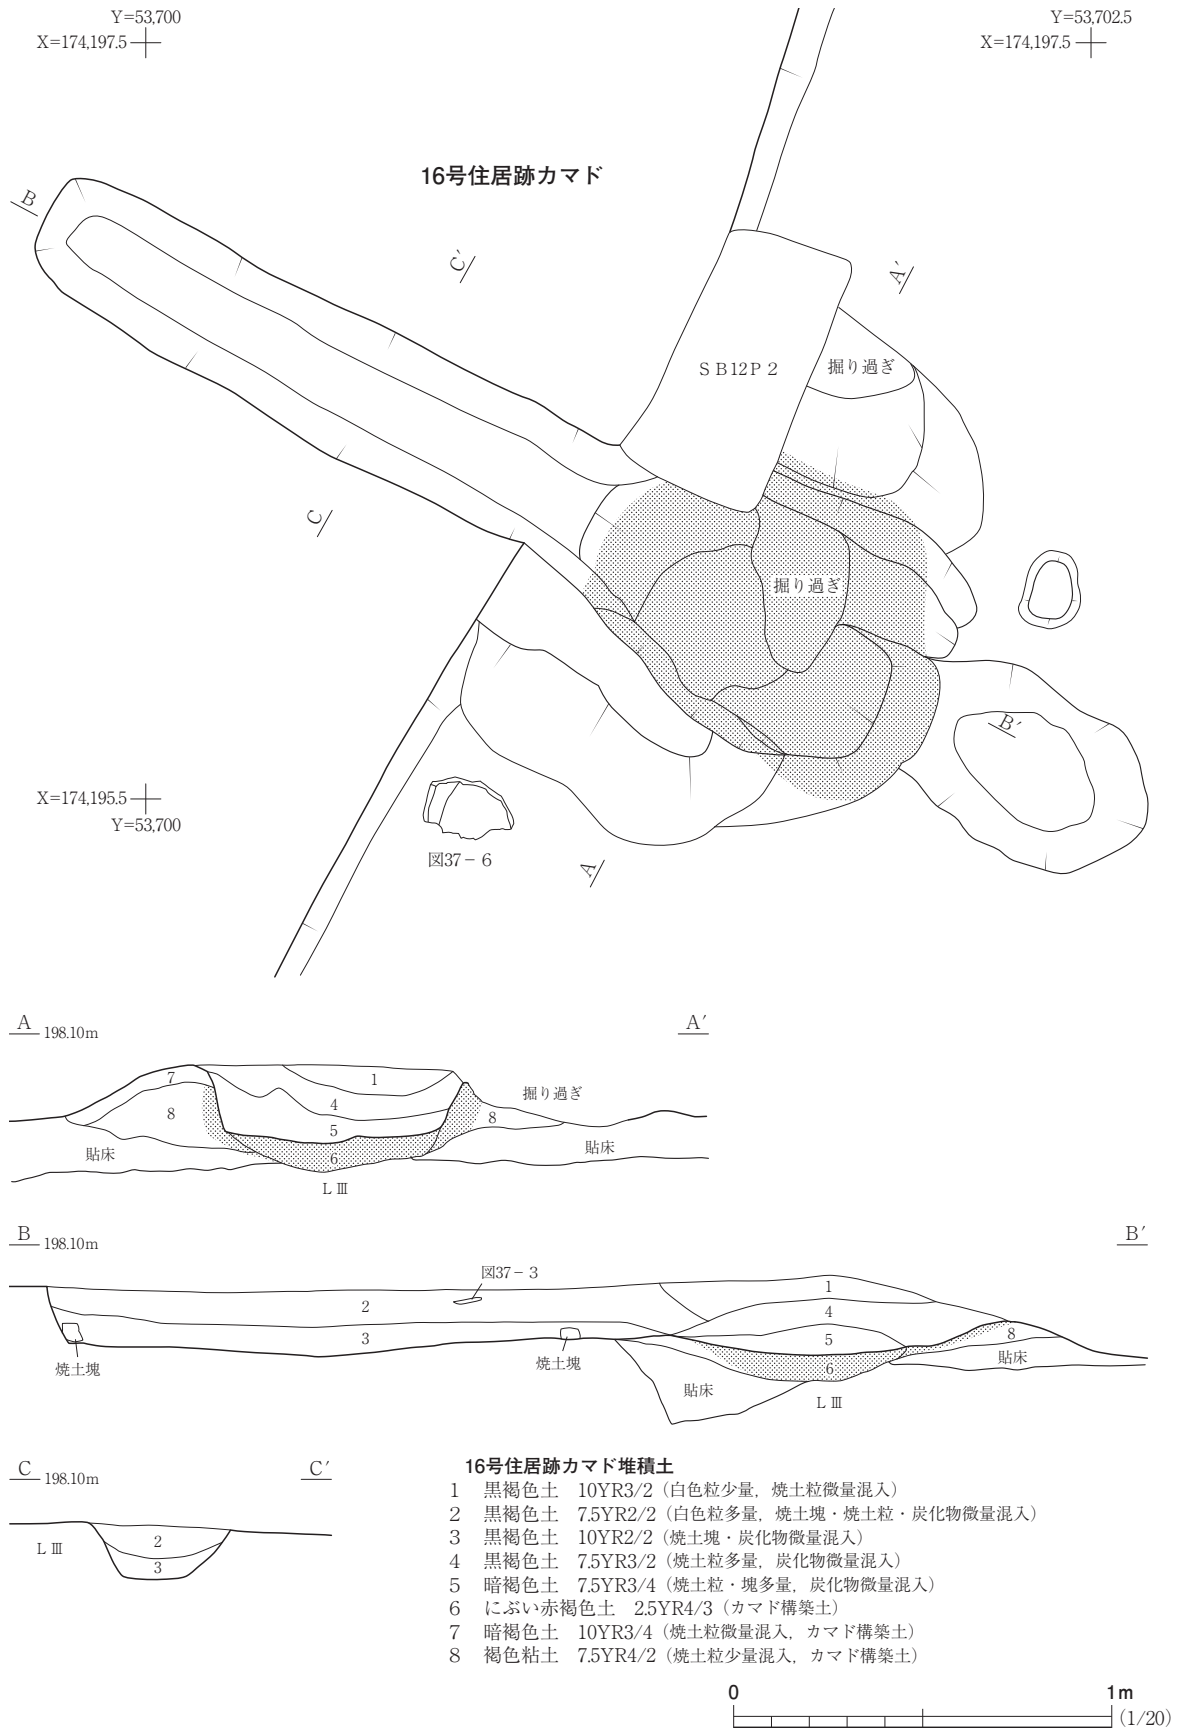 Y=53,700
X=174,197.5
Y=53,702.5
X=174,197.5
16号住居跡カマド
B
C′
A′
SB12P2
掘り過ぎ
C
掘り過ぎ
B′
X=174,195.5
Y=53,700
図37-6
A
A 198.10m
A′
7
1
掘り過ぎ
4
8
8
5
貼床
6
貼床
LⅢ
B 198.10m
B′
図37-3
1
2
4
3
5
8
焼土塊
焼土塊
6
貼床
貼床
LⅢ
C 198.10m
C′
LⅢ
2
3
16号住居跡カマド堆積土
1 黒褐色土 10YR3/2(白色粒少量,焼土粒微量混入)
2 黒褐色土 7.5YR2/2(白色粒多量,焼土塊・焼土粒・炭化物微量混入)
3 黒褐色土 10YR2/2(焼土塊・炭化物微量混入)
4 黒褐色土 7.5YR3/2(焼土粒多量,炭化物微量混入)
5 暗褐色土 7.5YR3/4(焼土粒・塊多量,炭化物微量混入)
6 にぶい赤褐色土 2.5YR4/3(カマド構築土)
7 暗褐色土 10YR3/4(焼土粒微量混入,カマド構築土)
8 褐色粘土 7.5YR4/2(焼土粒少量混入,カマド構築土)
0 1m
(1/20)